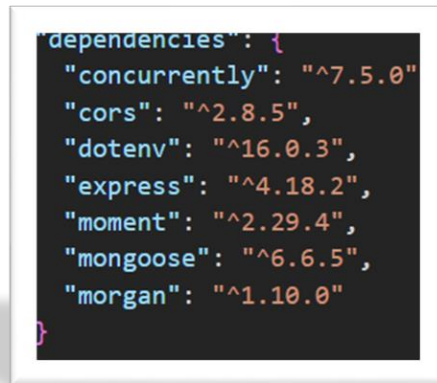 "dependencies": {
"concurrently": "^7.5.0"
"cors": "^2.8.5",
"dotenv": "^16.0.3",
"express": "^4.18.2",
"moment": "^2.29.4",
"mongoose": "^6.6.5",
"morgan": "^1.10.0"
}